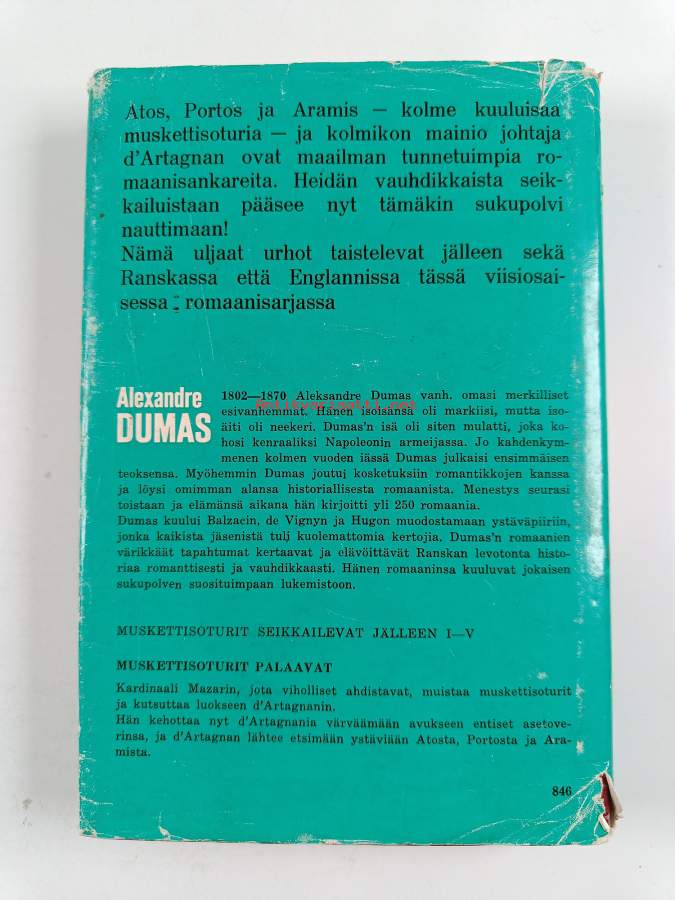 Atos, Portos ja Aramis — kolme kuuluisaa
muskettisoturia — ja kolmikon mainio johtaja
d'Artagnan ovat maailman tunnetuimpia ro-
maanisankareita. Heidän vauhdikkaista seik-
kailuistaan pääsee nyt tämäkin sukupolvi
nauttimaan!
Nämä uljaat urhot taistelevat jälleen sekä
Ranskassa että Englannissa tässä viisiosai-
sessa romaanisarjassa
Alexandre
DUMAS
1802—1870 Aleksandre Dumas vanh. omasi merkilliset
esivanhemmat. Hänen isoisänsä oli markiisi, mutta iso-
äiti oli neekeri. Dumas'n isä oli siten mulatti, joka ko-
hosi kenraaliksi Napoleonin armeijassa. Jo kahdenkym-
menen kolmen vuoden iässä Dumas julkaisi ensimmäisen
teoksensa. Myöhemmin Dumas joutui kosketuksiin romantikkojen kanssa
ja löysi omimman alansa historiallisesta romaanista. Menestys seurasi
toistaan ja elämänsä aikana hän kirjoitti yli 250 romaania.
Dumas kuului Balzacin, de Vignyn ja Hugon muodostamaan ystäväpiiriin,
jonka kaikista jäsenistä tuli kuolemattomia kertojia. Dumas'n romaanien
värikkäät tapahtumat kertaavat ja elävöittävät Ranskan levotonta histo-
riaa romanttisesti ja vauhdikkaasti. Hänen romaaninsa kuuluvat jokaisen
sukupolven suosituimpaan lukemistoon.
MUSKETTISOTURIT SEIKKAILEVAT JÄLLEEN I—V
MUSKETTISOTURIT PALAAVAT
Kardinaali Mazarin, jota viholliset ahdistavat, muistaa muskettisoturit
ja kutsuttaa luokseen d'Artagnanin.
Hän kehottaa nyt d'Artagnania värväämään avukseen entiset asetove-
rinsa, ja d'Artagnan lähtee etsimään ystäviään Atosta, Portosta ja Ara-
mista.
846